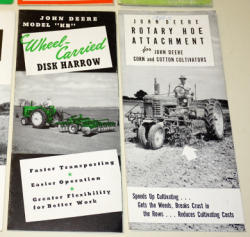 JOHN DEERE
MODEL "KB"
Wheel-Carried
DISK HARROW
Faster Transporting
Easier Operation
Greater Flexibility
for Better Work
JOHN DEERE
ROTARY HOE
ATTACHMENT
for JOHN DEERE
CORN and COTTON CULTIVATORS
Speeds Up Cultivating . . .
Gets the Weeds, Breaks Crust in
the Rows . . . Reduces Cultivating Costs